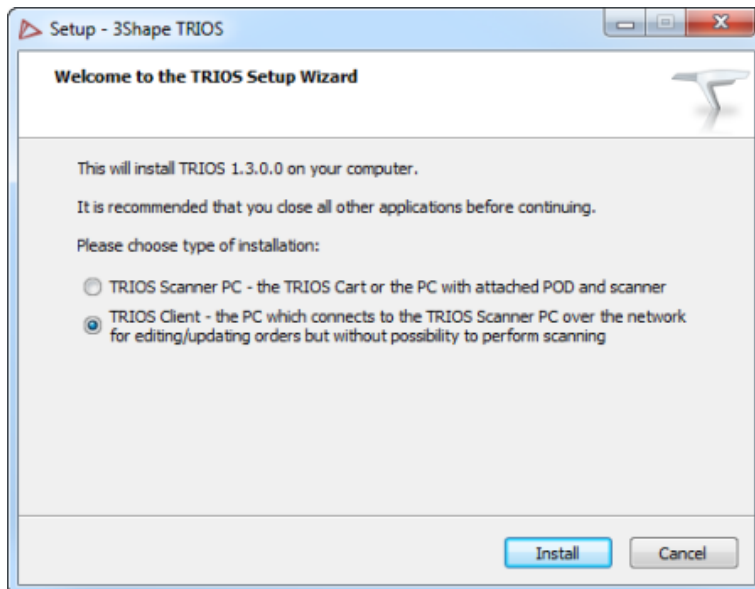 Setup - 3Shape TRIOS
Welcome to the TRIOS Setup Wizard
This will install TRIOS 1.3.0.0 on your computer.
It is recommended that you close all other applications before continuing.
Please choose type of installation:
TRIOS Scanner PC - the TRIOS Cart or the PC with attached POD and scanner
TRIOS Client - the PC which connects to the TRIOS Scanner PC over the network
for editing/updating orders but without possibility to perform scanning
Install
Cancel